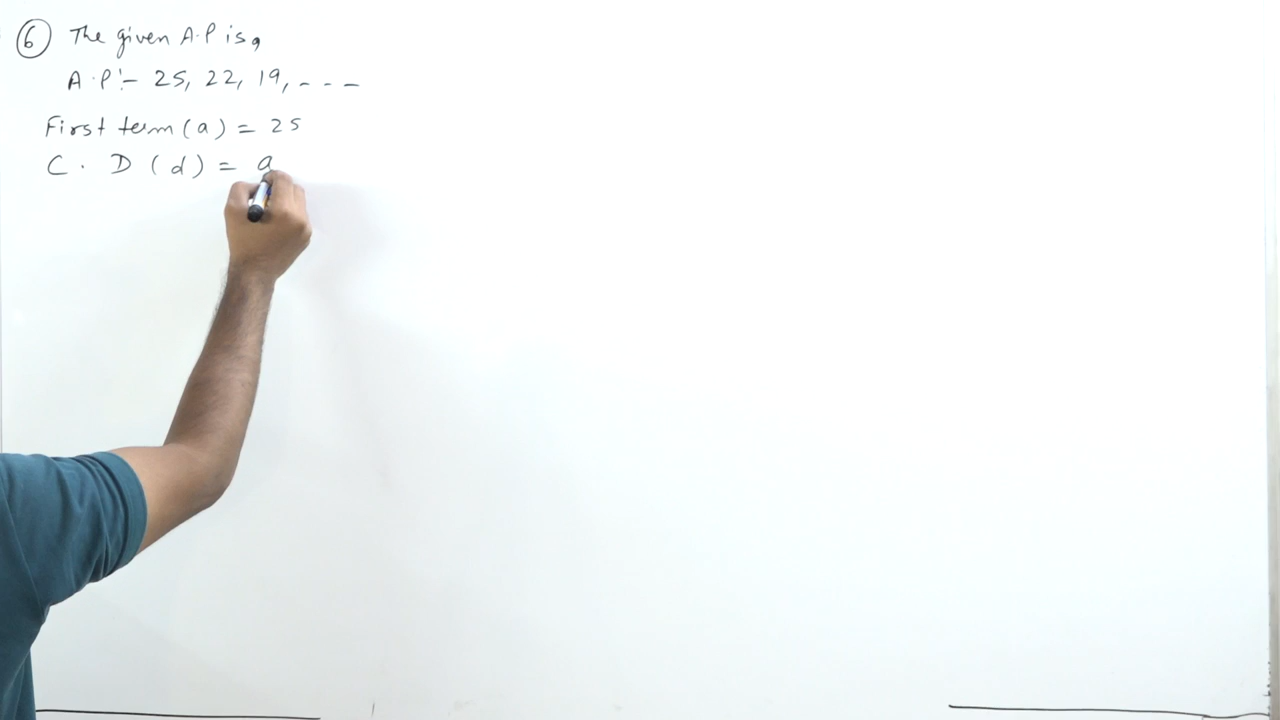 ⑥ The given A.P is,
A.P:- 25, 22, 19, - - -
First term (a) = 25
C. D (d) = a